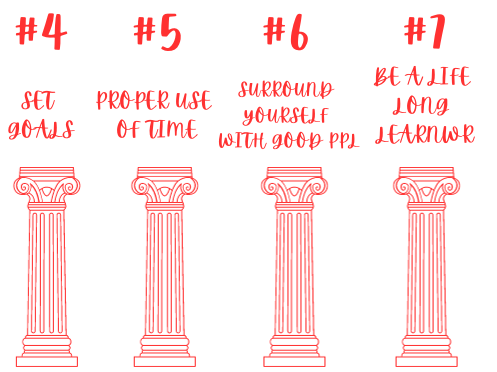 #4
SET
GOALS
#5
PROPER USE
OF TIME
#6
SURROUND
YOURSELF
WITH GOOD PPL
#7
BE A LIFE
LONG
LEARNWR